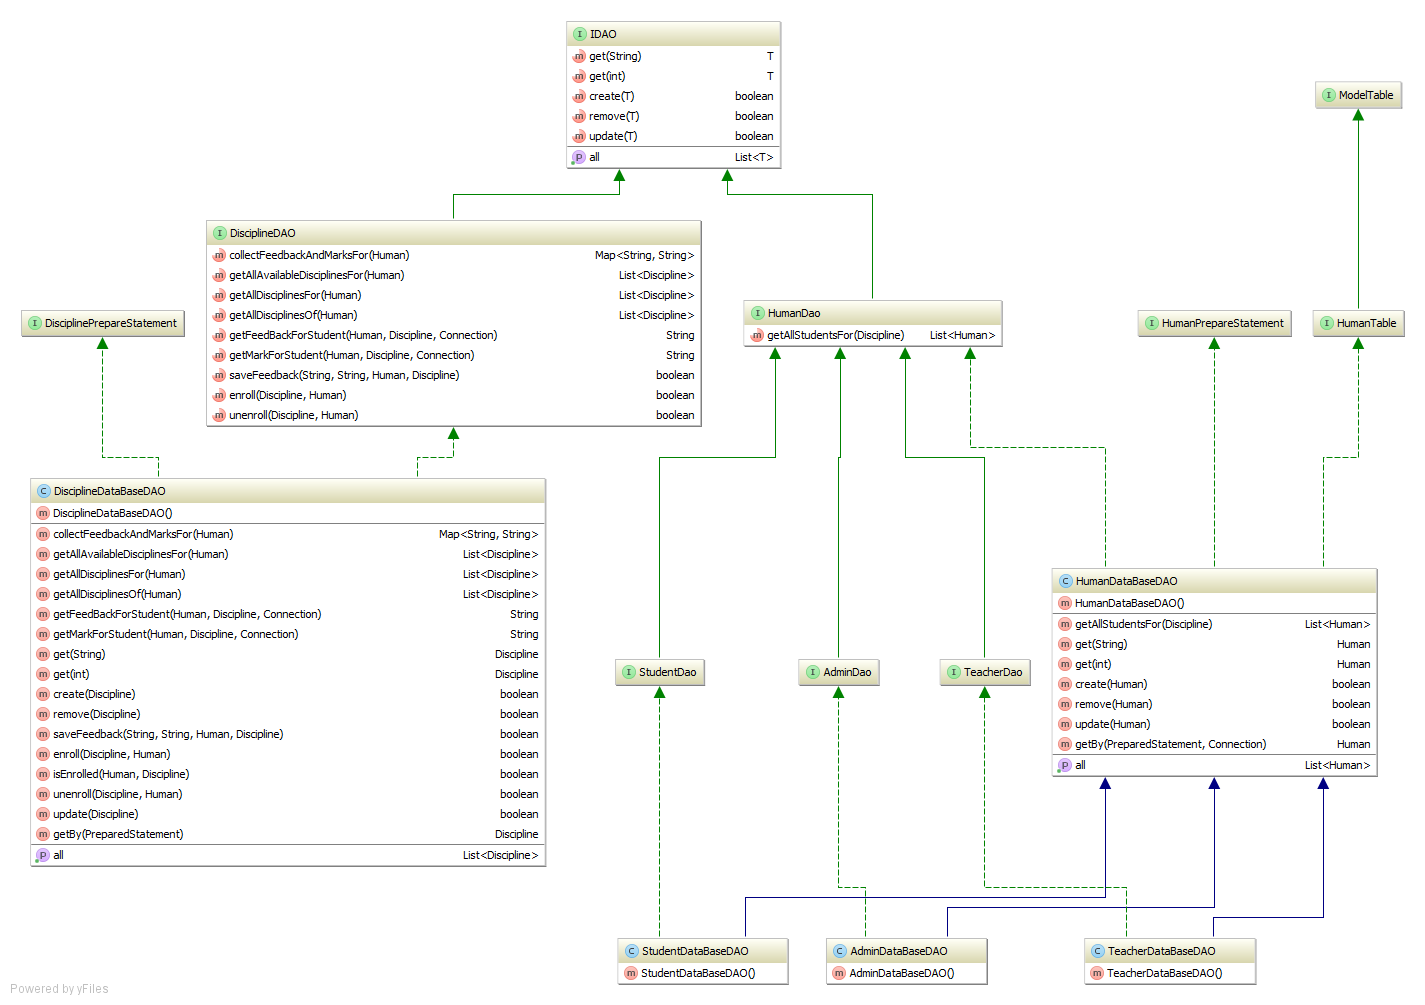 I IDAO
m get(String) T
m get(int) T
m create(T) boolean
m remove(T) boolean
m update(T) boolean
p all List<T>
I ModelTable
I DisciplineDAO
m collectFeedbackAndMarksFor(Human) Map<String, String>
m getAllAvailableDisciplinesFor(Human) List<Discipline>
m getAllDisciplinesFor(Human) List<Discipline>
m getAllDisciplinesOf(Human) List<Discipline>
m getFeedBackForStudent(Human, Discipline, Connection) String
m getMarkForStudent(Human, Discipline, Connection) String
m saveFeedback(String, String, Human, Discipline) boolean
m enroll(Discipline, Human) boolean
m unenroll(Discipline, Human) boolean
I DisciplinePrepareStatement
I HumanDao
m getAllStudentsFor(Discipline) List<Human>
I HumanPrepareStatement
I HumanTable
C DisciplineDataBaseDAO
m DisciplineDataBaseDAO()
m collectFeedbackAndMarksFor(Human) Map<String, String>
m getAllAvailableDisciplinesFor(Human) List<Discipline>
m getAllDisciplinesFor(Human) List<Discipline>
m getAllDisciplinesOf(Human) List<Discipline>
m getFeedBackForStudent(Human, Discipline, Connection) String
m getMarkForStudent(Human, Discipline, Connection) String
m get(String) Discipline
m get(int) Discipline
m create(Discipline) boolean
m remove(Discipline) boolean
m saveFeedback(String, String, Human, Discipline) boolean
m enroll(Discipline, Human) boolean
m isEnrolled(Human, Discipline) boolean
m unenroll(Discipline, Human) boolean
m update(Discipline) boolean
m getBy(PreparedStatement) Discipline
p all List<Discipline>
I StudentDao
I AdminDao
I TeacherDao
C HumanDataBaseDAO
m HumanDataBaseDAO()
m getAllStudentsFor(Discipline) List<Human>
m get(String) Human
m get(int) Human
m create(Human) boolean
m remove(Human) boolean
m update(Human) boolean
m getBy(PreparedStatement, Connection) Human
p all List<Human>
C StudentDataBaseDAO
m StudentDataBaseDAO()
C AdminDataBaseDAO
m AdminDataBaseDAO()
C TeacherDataBaseDAO
m TeacherDataBaseDAO()
Powered by yFiles